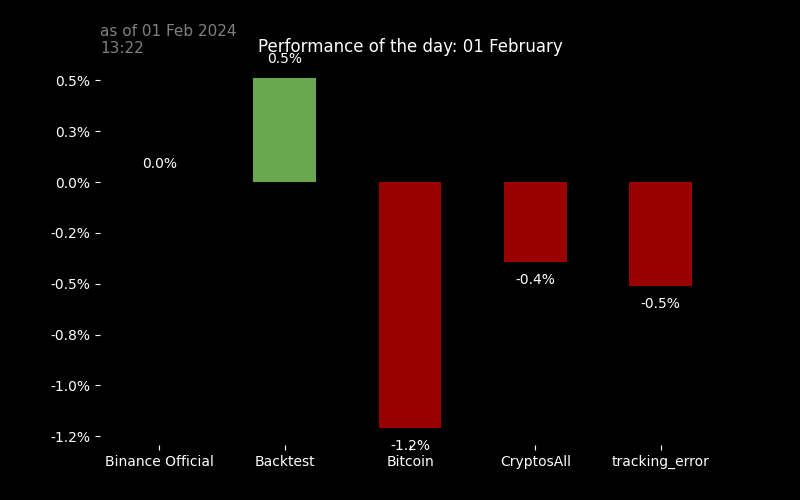 as of 01 Feb 2024
13:22
Performance of the day: 01 February
0.5%
0.3%
0.0%
-0.2%
-0.5%
-0.8%
-1.0%
-1.2%
0.0%
0.5%
-1.2%
-0.4%
-0.5%
Binance Official
Backtest
Bitcoin
CryptosAll
tracking_error